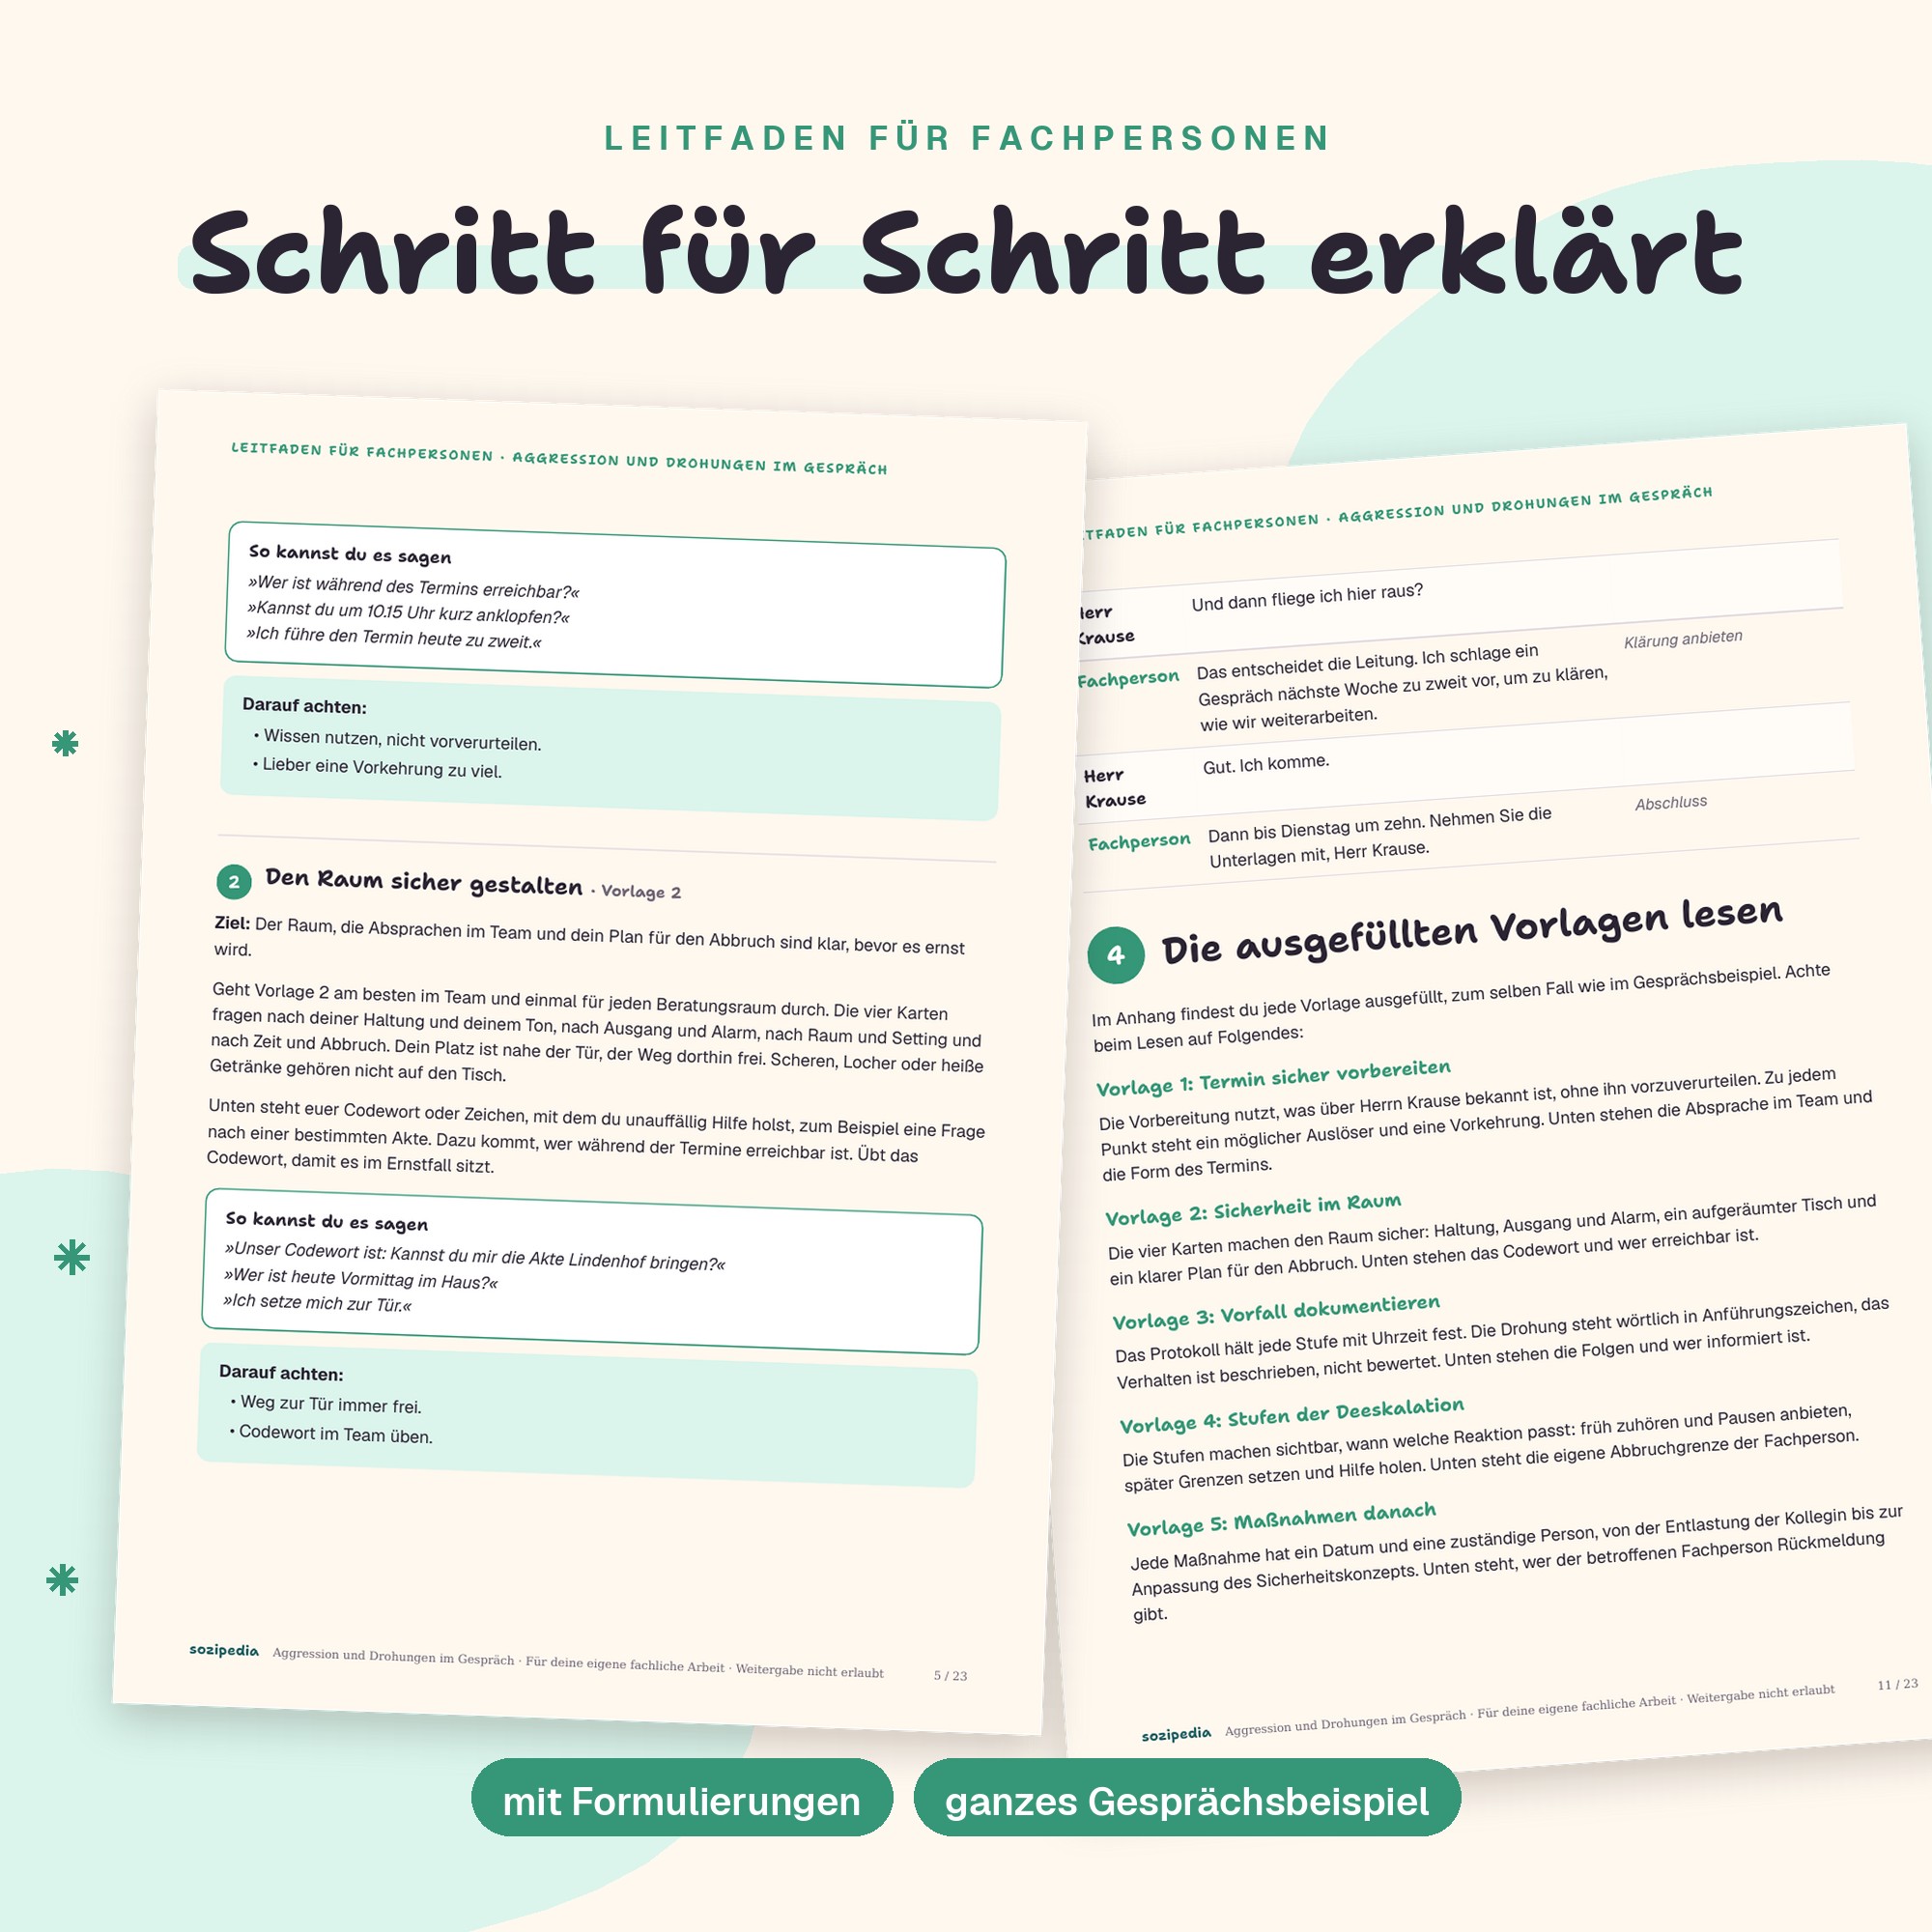 LEITFADEN FÜR FACHPERSONEN
Schritt für Schritt erklärt
LEITFADEN FÜR FACHPERSONEN · AGGRESSION UND DROHUNGEN IM GESPRÄCH
So kannst du es sagen
»Wer ist während des Termins erreichbar?«
»Kannst du um 10.15 Uhr kurz anklopfen?«
»Ich führe den Termin heute zu zweit.«
Darauf achten:
• Wissen nutzen, nicht vorverurteilen.
• Lieber eine Vorkehrung zu viel.
2 Den Raum sicher gestalten · Vorlage 2
Ziel: Der Raum, die Absprachen im Team und dein Plan für den Abbruch sind klar, bevor es ernst
wird.
Geht Vorlage 2 am besten im Team und einmal für jeden Beratungsraum durch. Die vier Karten
fragen nach deiner Haltung und deinem Ton, nach Ausgang und Alarm, nach Raum und Setting und
nach Zeit und Abbruch. Dein Platz ist nahe der Tür, der Weg dorthin frei. Scheren, Locher oder heiße
Getränke gehören nicht auf den Tisch.
Unten steht euer Codewort oder Zeichen, mit dem du unauffällig Hilfe holst, zum Beispiel eine Frage
nach einer bestimmten Akte. Dazu kommt, wer während der Termine erreichbar ist. Übt das
Codewort, damit es im Ernstfall sitzt.
So kannst du es sagen
»Unser Codewort ist: Kannst du mir die Akte Lindenhof bringen?«
»Wer ist heute Vormittag im Haus?«
»Ich setze mich zur Tür.«
Darauf achten:
• Weg zur Tür immer frei.
• Codewort im Team üben.
sozipedia Aggression und Drohungen im Gespräch · Für deine eigene fachliche Arbeit · Weitergabe nicht erlaubt 5 / 23
TFADEN FÜR FACHPERSONEN · AGGRESSION UND DROHUNGEN IM GESPRÄCH
Herr Und dann fliege ich hier raus?
Krause
Fachperson Das entscheidet die Leitung. Ich schlage ein Klärung anbieten
Gespräch nächste Woche zu zweit vor, um zu klären,
wie wir weiterarbeiten.
Herr Gut. Ich komme.
Krause
Fachperson Dann bis Dienstag um zehn. Nehmen Sie die Abschluss
Unterlagen mit, Herr Krause.
4 Die ausgefüllten Vorlagen lesen
Im Anhang findest du jede Vorlage ausgefüllt, zum selben Fall wie im Gesprächsbeispiel. Achte
beim Lesen auf Folgendes:
Vorlage 1: Termin sicher vorbereiten
Die Vorbereitung nutzt, was über Herrn Krause bekannt ist, ohne ihn vorzuverurteilen. Zu jedem
Punkt steht ein möglicher Auslöser und eine Vorkehrung. Unten stehen die Absprache im Team und
die Form des Termins.
Vorlage 2: Sicherheit im Raum
Die vier Karten machen den Raum sicher: Haltung, Ausgang und Alarm, ein aufgeräumter Tisch und
ein klarer Plan für den Abbruch. Unten stehen das Codewort und wer erreichbar ist.
Vorlage 3: Vorfall dokumentieren
Das Protokoll hält jede Stufe mit Uhrzeit fest. Die Drohung steht wörtlich in Anführungszeichen, das
Verhalten ist beschrieben, nicht bewertet. Unten stehen die Folgen und wer informiert ist.
Vorlage 4: Stufen der Deeskalation
Die Stufen machen sichtbar, wann welche Reaktion passt: früh zuhören und Pausen anbieten,
später Grenzen setzen und Hilfe holen. Unten steht die eigene Abbruchgrenze der Fachperson.
Vorlage 5: Maßnahmen danach
Jede Maßnahme hat ein Datum und eine zuständige Person, von der Entlastung der Kollegin bis zur
Anpassung des Sicherheitskonzepts. Unten steht, wer der betroffenen Fachperson Rückmeldung
gibt.
sozipedia Aggression und Drohungen im Gespräch · Für deine eigene fachliche Arbeit · Weitergabe nicht erlaubt 11 / 23
mit Formulierungen
ganzes Gesprächsbeispiel